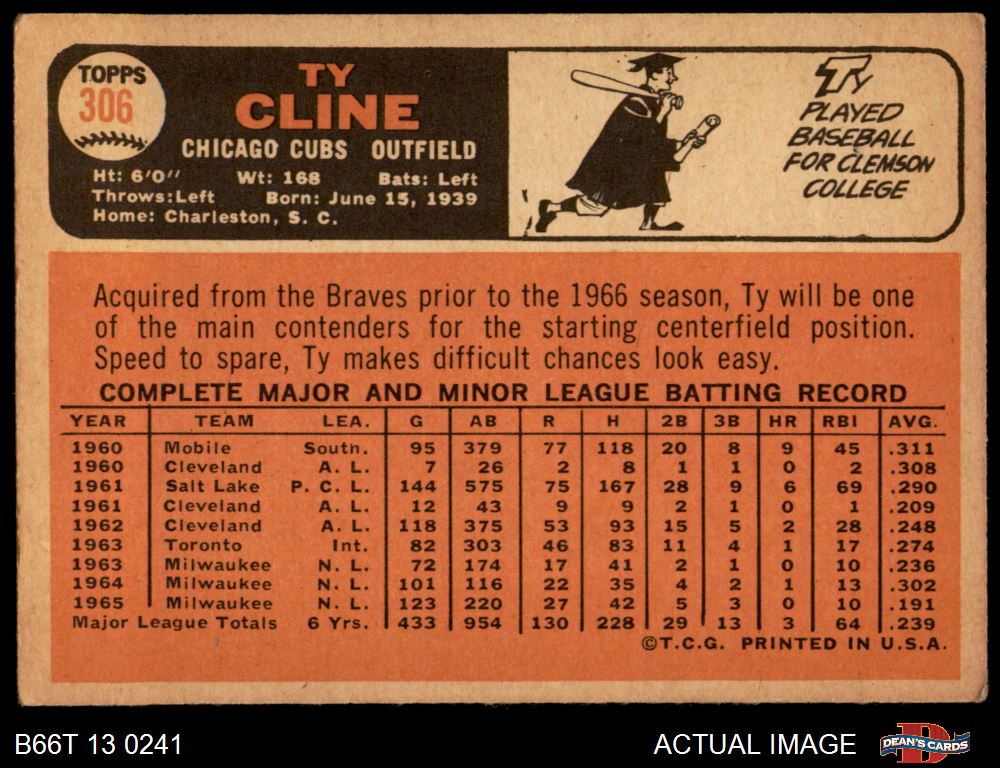 TOPPS
306
TY
CLINE
CHICAGO CUBS OUTFIELD
Ht: 6'0" Wt: 168 Bats: Left
Throws:Left Born: June 15, 1939
Home: Charleston, S. C.
TY
PLAYED
BASEBALL
FOR CLEMSON
COLLEGE
Acquired from the Braves prior to the 1966 season, Ty will be one
of the main contenders for the starting centerfield position.
Speed to spare, Ty makes difficult chances look easy.
COMPLETE MAJOR AND MINOR LEAGUE BATTING RECORD
YEAR TEAM LEA. G AB R H 2B 3B HR RBI AVG.
1960 Mobile South. 95 379 77 118 20 8 9 45 .311
1960 Cleveland A. L. 7 26 2 8 1 1 0 2 .308
1961 Salt Lake P. C. L. 144 575 75 167 28 9 6 69 .290
1961 Cleveland A. L. 12 43 9 9 2 1 0 1 .209
1962 Cleveland A. L. 118 375 53 93 15 5 2 28 .248
1963 Toronto Int. 82 303 46 83 11 4 1 17 .274
1963 Milwaukee N. L. 72 174 17 41 2 1 0 10 .236
1964 Milwaukee N. L. 101 116 22 35 4 2 1 13 .302
1965 Milwaukee N. L. 123 220 27 42 5 3 0 10 .191
Major League Totals 6 Yrs. 433 954 130 228 29 13 3 64 .239
©T.C.G. PRINTED IN U.S.A.
B66T 13 0241
ACTUAL IMAGE
DEAN'S CARDS